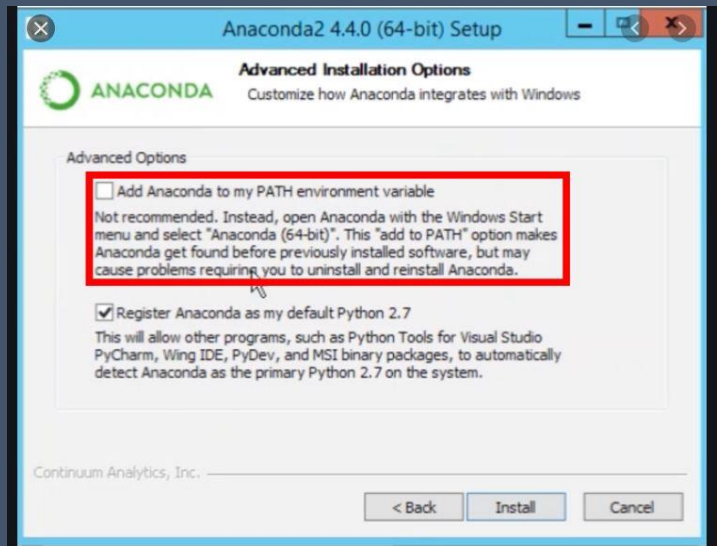 Anaconda2 4.4.0 (64-bit) Setup
ANACONDA
Advanced Installation Options
Customize how Anaconda integrates with Windows
Advanced Options
Add Anaconda to my PATH environment variable
Not recommended. Instead, open Anaconda with the Windows Start
menu and select "Anaconda (64-bit)". This "add to PATH" option makes
Anaconda get found before previously installed software, but may
cause problems requiring you to uninstall and reinstall Anaconda.
Register Anaconda as my default Python 2.7
This will allow other programs, such as Python Tools for Visual Studio
PyCharm, Wing IDE, PyDev, and MSI binary packages, to automatically
detect Anaconda as the primary Python 2.7 on the system.
Continuum Analytics, Inc.
< Back
Install
Cancel